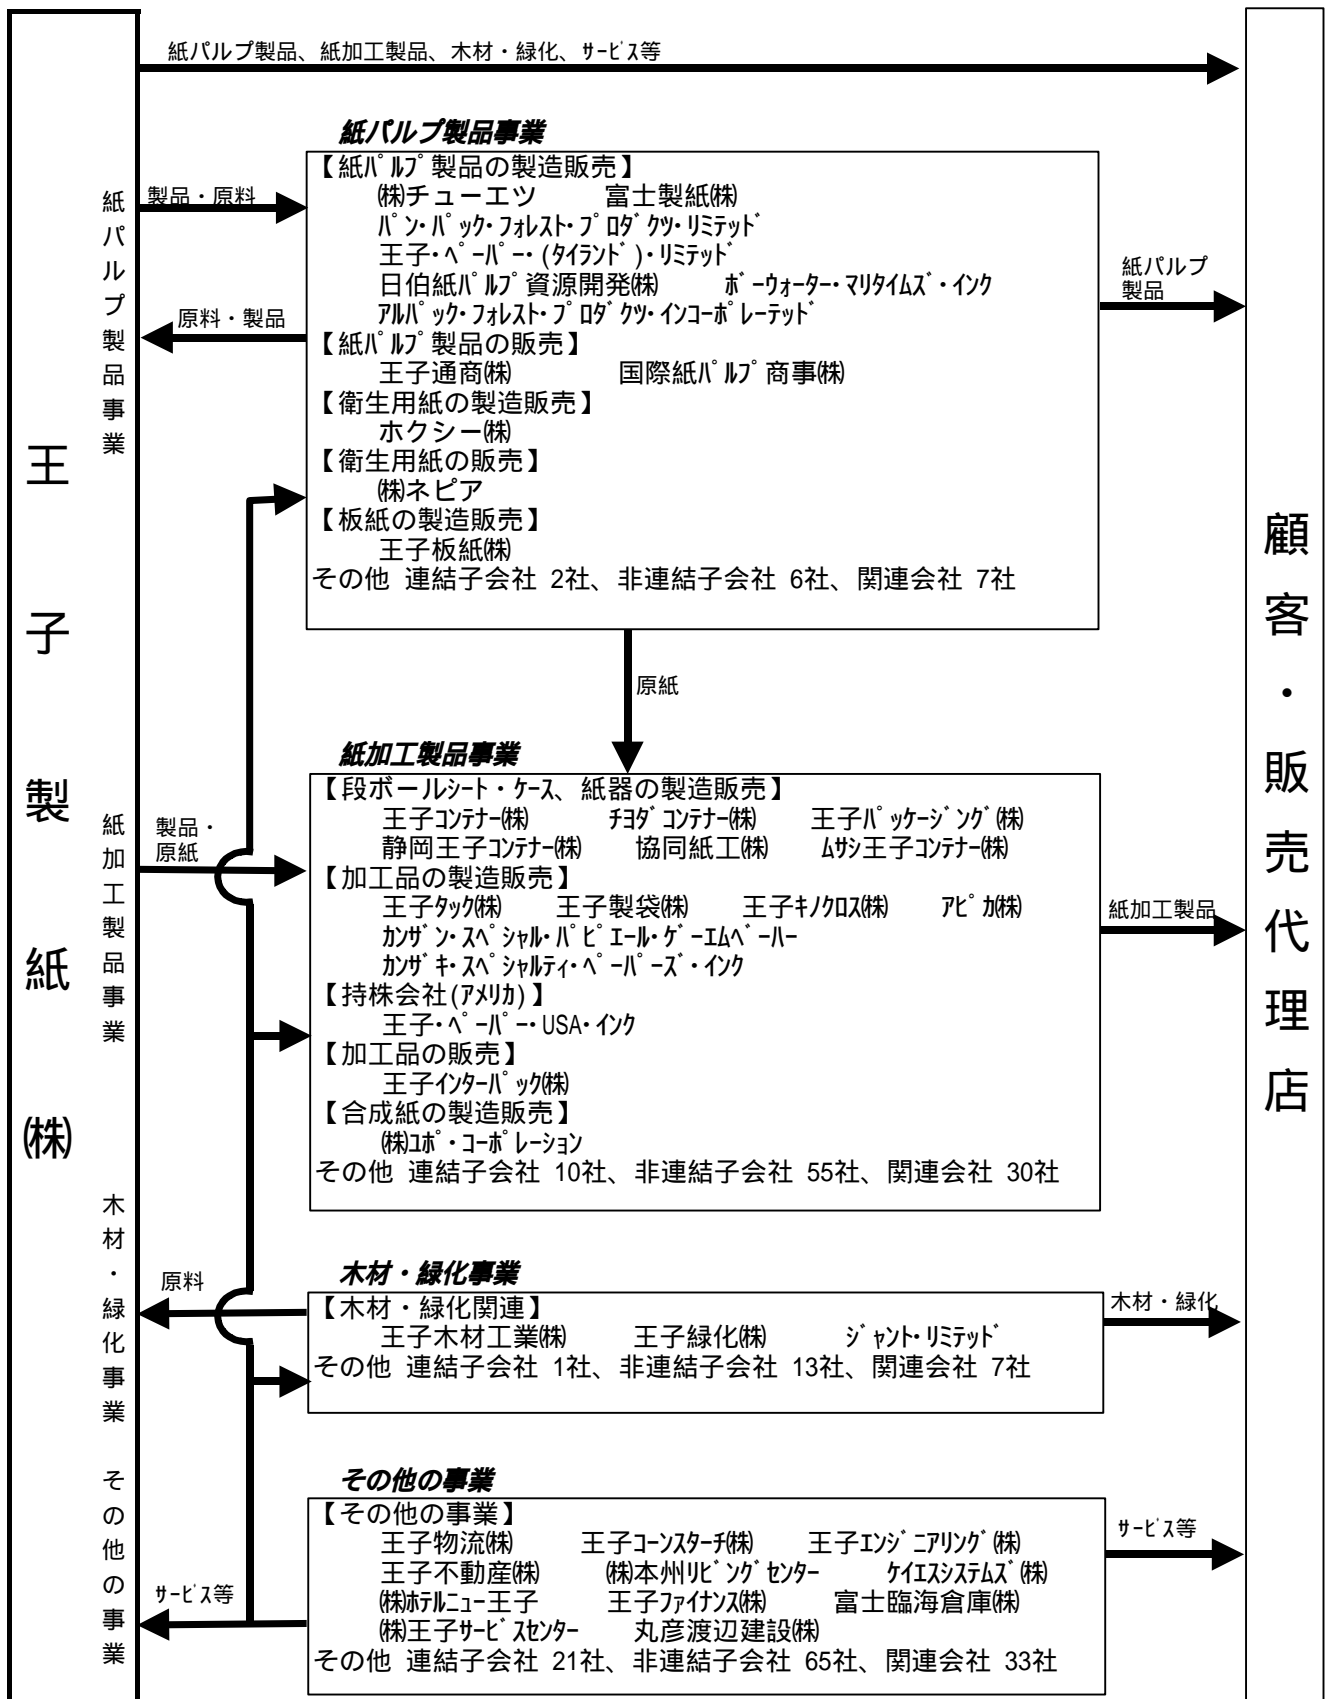 紙パルプ製品、紙加工製品、木材・緑化、ｻｰﾋﾞｽ等
王子製紙㈱
紙パルプ製品事業
紙加工製品事業
木材・緑化事業
その他の事業
製品・原料
原料・製品
紙パルプ製品事業
【紙ﾊﾟﾙﾌﾟ製品の製造販売】
㈱チューエツ 富士製紙㈱
ﾊﾟﾝ･ﾊﾟｯｸ･ﾌｫﾚｽﾄ･ﾌﾟﾛﾀﾞｸﾂ･ﾘﾐﾃｯﾄﾞ
王子･ﾍﾟｰﾊﾟｰ･(ﾀｲﾗﾝﾄﾞ)･ﾘﾐﾃｯﾄﾞ
日伯紙ﾊﾟﾙﾌﾟ資源開発㈱ ﾎﾞｰｳｫｰﾀｰ･ﾏﾘﾀｲﾑｽﾞ･ｲﾝｸ
ｱﾙﾊﾟｯｸ･ﾌｫﾚｽﾄ･ﾌﾟﾛﾀﾞｸﾂ･ｲﾝｺｰﾎﾟﾚｰﾃｯﾄﾞ
【紙ﾊﾟﾙﾌﾟ製品の販売】
王子通商㈱ 国際紙ﾊﾟﾙﾌﾟ商事㈱
【衛生用紙の製造販売】
ホクシー㈱
【衛生用紙の販売】
㈱ネピア
【板紙の製造販売】
王子板紙㈱
その他 連結子会社 2社、非連結子会社 6社、関連会社 7社
紙パルプ
製品
原紙
製品・
原紙
紙加工製品事業
【段ボールｼｰﾄ・ｹｰｽ、紙器の製造販売】
王子ｺﾝﾃﾅｰ㈱ ﾁﾖﾀﾞｺﾝﾃﾅｰ㈱ 王子ﾊﾟｯｹｰｼﾞﾝｸﾞ㈱
静岡王子ｺﾝﾃﾅｰ㈱ 協同紙工㈱ ﾑｻｼ王子ｺﾝﾃﾅｰ㈱
【加工品の製造販売】
王子ﾀｯｸ㈱ 王子製袋㈱ 王子ｷﾉｸﾛｽ㈱ ｱﾋﾟｶ㈱
ｶﾝｻﾞﾝ･ｽﾍﾟｼｬﾙ･ﾊﾟﾋﾟｴｰﾙ･ｹﾞｰｴﾑﾍﾞｰﾊｰ
ｶﾝｻﾞｷ･ｽﾍﾟｼｬﾙﾃｨ･ﾍﾟｰﾊﾟｰｽﾞ･ｲﾝｸ
【持株会社(ｱﾒﾘｶ)】
王子･ﾍﾟｰﾊﾟｰ･USA･ｲﾝｸ
【加工品の販売】
王子ｲﾝﾀｰﾊﾟｯｸ㈱
【合成紙の製造販売】
㈱ﾕﾎﾟ･ｺｰﾎﾟﾚｰｼｮﾝ
その他 連結子会社 10社、非連結子会社 55社、関連会社 30社
紙加工製品
原料
木材・緑化事業
【木材・緑化関連】
王子木材工業㈱ 王子緑化㈱ ｼﾞｬﾝﾄ･ﾘﾐﾃｯﾄﾞ
その他 連結子会社 1社、非連結子会社 13社、関連会社 7社
木材・緑化
ｻｰﾋﾞｽ等
その他の事業
【その他の事業】
王子物流㈱ 王子ｺｰﾝｽﾀｰﾁ㈱ 王子ｴﾝｼﾞﾆｱﾘﾝｸﾞ㈱
王子不動産㈱ ㈱本州ﾘﾋﾞﾝｸﾞｾﾝﾀｰ ｹｲｴｽｼｽﾃﾑｽﾞ㈱
㈱ﾎﾃﾙﾆｭｰ王子 王子ﾌｧｲﾅﾝｽ㈱ 富士臨海倉庫㈱
㈱王子ｻｰﾋﾞｽｾﾝﾀｰ 丸彦渡辺建設㈱
その他 連結子会社 21社、非連結子会社 65社、関連会社 33社
ｻｰﾋﾞｽ等
顧客・販売代理店